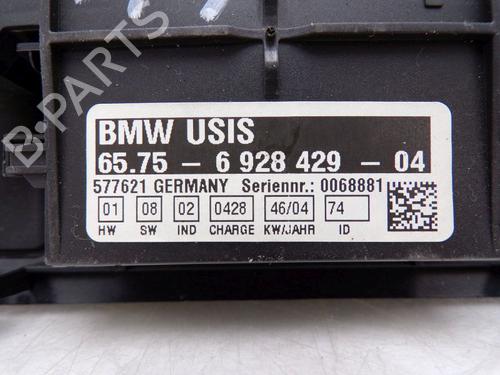 BMW USIS
65.75 - 6 928 429 - 04
577621 GERMANY Seriennr.: 0068881
01 08 02 0428 46/04 74
HW SW IND CHARGE KW/JAHR ID
B-Parts